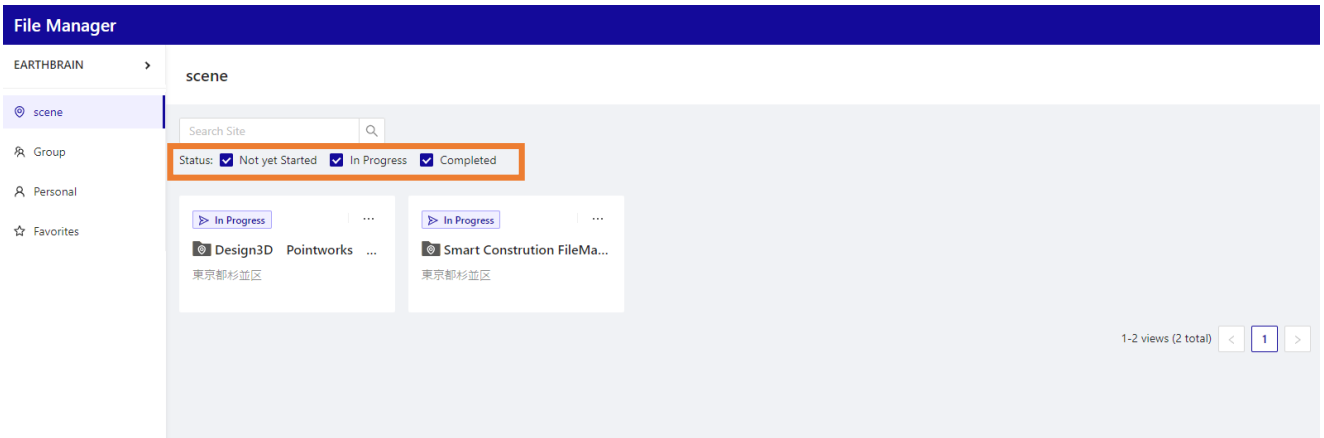 File Manager
EARTHBRAIN
scene
scene
Group
Personal
Favorites
Search Site
Status: Not yet Started In Progress Completed
In Progress
Design3D Pointworks ...
東京都杉並区
In Progress
Smart Constrution FileMa...
東京都杉並区
1-2 views (2 total) < 1 >